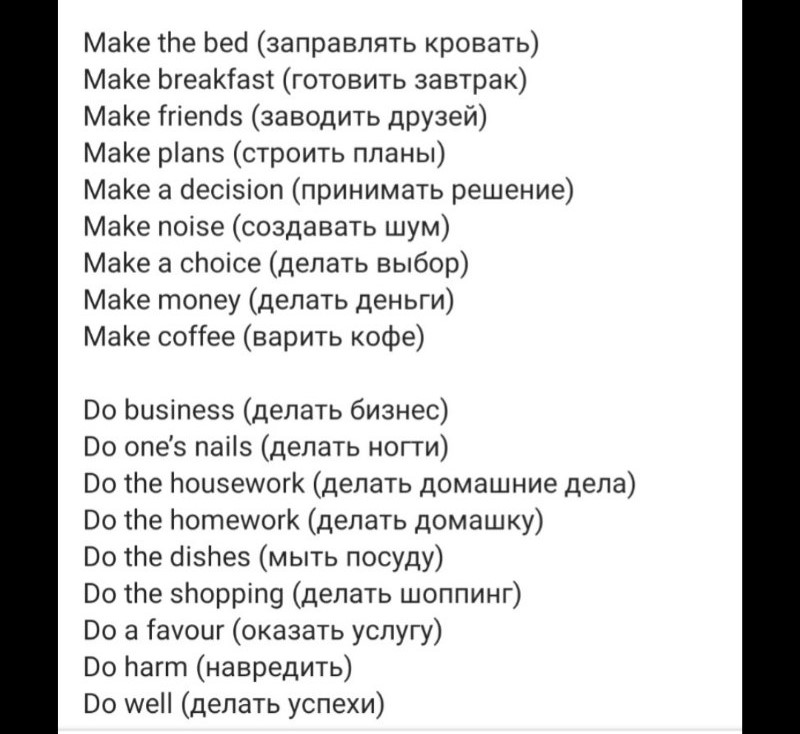 Make the bed (заправлять кровать)
Make breakfast (готовить завтрак)
Make friends (заводить друзей)
Make plans (строить планы)
Make a decision (принимать решение)
Make noise (создавать шум)
Make a choice (делать выбор)
Make money (делать деньги)
Make coffee (варить кофе)
Do business (делать бизнес)
Do one's nails (делать ногти)
Do the housework (делать домашние дела)
Do the homework (делать домашку)
Do the dishes (мыть посуду)
Do the shopping (делать шоппинг)
Do a favour (оказать услугу)
Do harm (навредить)
Do well (делать успехи)